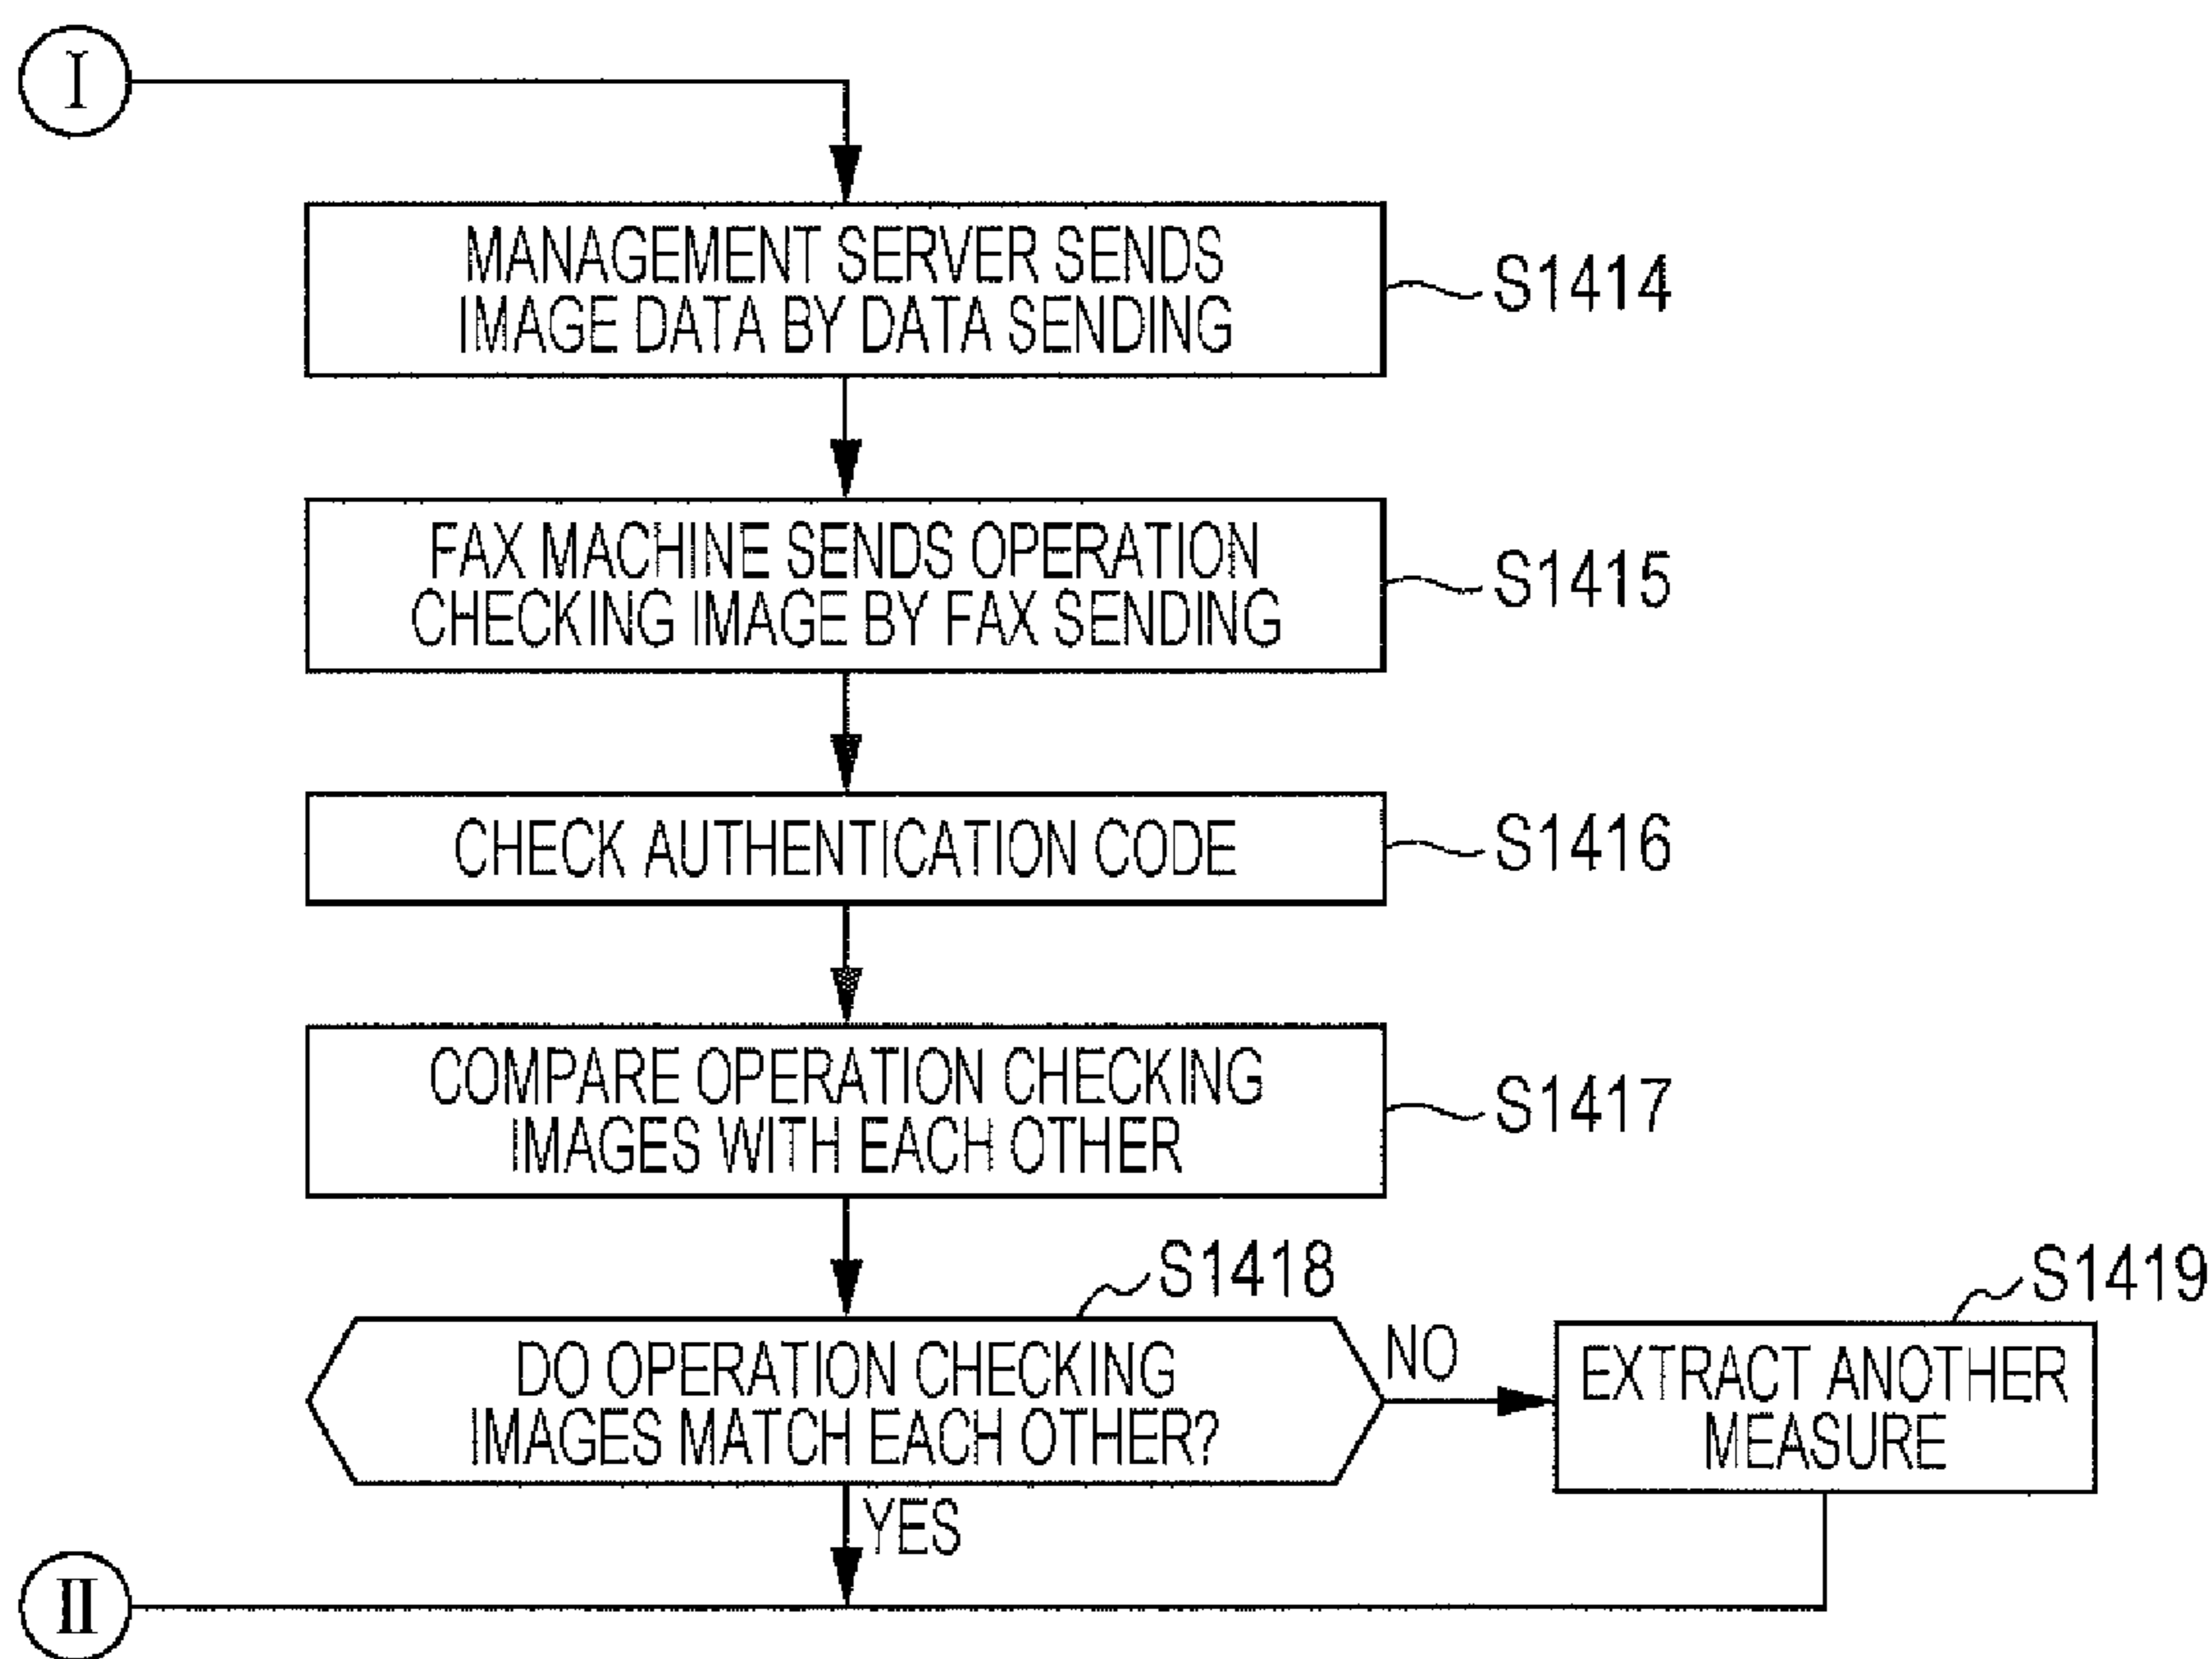 I
MANAGEMENT SERVER SENDS
IMAGE DATA BY DATA SENDING
S1414
FAX MACHINE SENDS OPERATION
CHECKING IMAGE BY FAX SENDING
S1415
CHECK AUTHENTICATION CODE
S1416
COMPARE OPERATION CHECKING
IMAGES WITH EACH OTHER
S1417
S1418
DO OPERATION CHECKING
IMAGES MATCH EACH OTHER?
NO
S1419
EXTRACT ANOTHER
MEASURE
YES
II